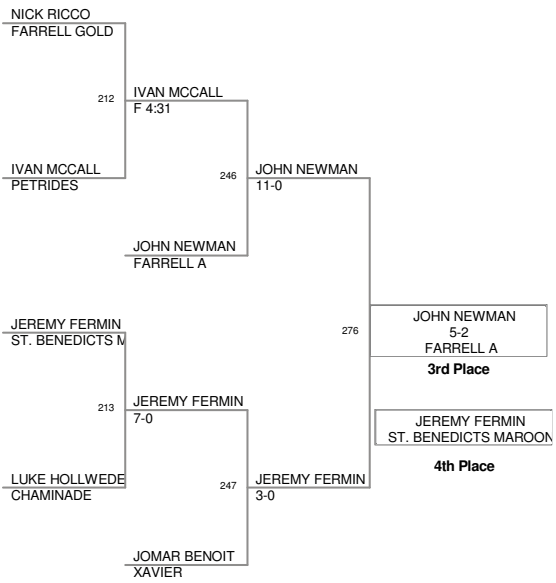 NICK RICCO
FARRELL GOLD
212
IVAN MCCALL
F 4:31
IVAN MCCALL
PETRIDES
246
JOHN NEWMAN
11-0
JOHN NEWMAN
FARRELL A
JEREMY FERMIN
ST. BENEDICTS M
276
JOHN NEWMAN
5-2
FARRELL A
3rd Place
213
JEREMY FERMIN
7-0
JEREMY FERMIN
ST. BENEDICTS MAROON
4th Place
LUKE HOLLWEDE
CHAMINADE
247
JEREMY FERMIN
3-0
JOMAR BENOIT
XAVIER